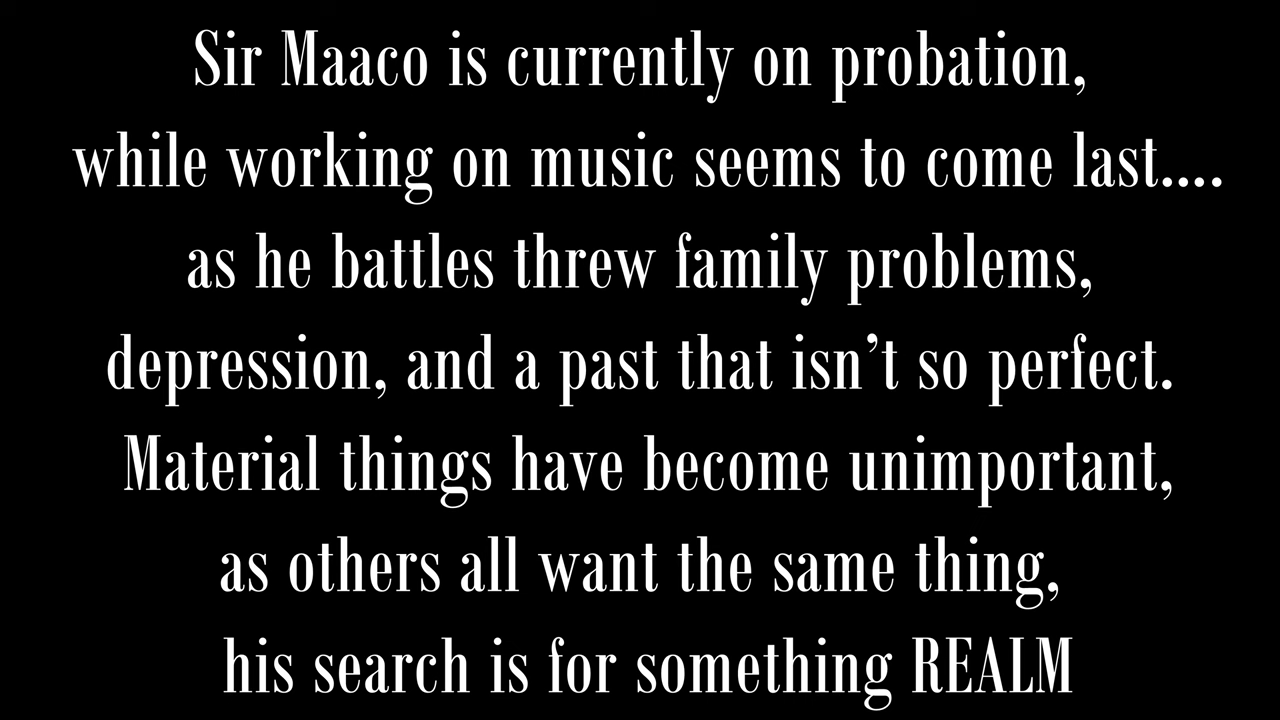 Sir Maaco is currently on probation,
while working on music seems to come last....
as he battles threw family problems,
depression, and a past that isn’t so perfect.
Material things have become unimportant,
as others all want the same thing,
his search is for something REALM